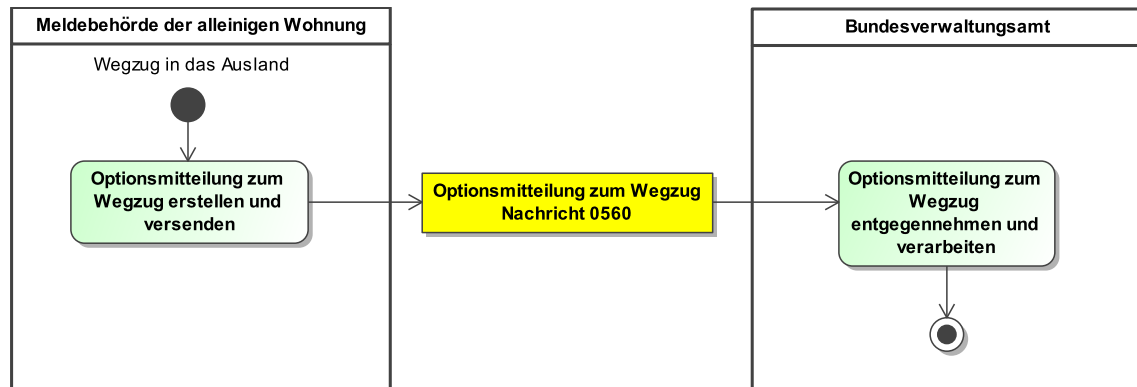 Meldebehörde der alleinigen Wohnung
Bundesverwaltungsamt
Wegzug in das Ausland
Optionsmitteilung zum
Wegzug erstellen und
versenden
Optionsmitteilung zum Wegzug
Nachricht 0560
Optionsmitteilung zum
Wegzug
entgegennehmen und
verarbeiten